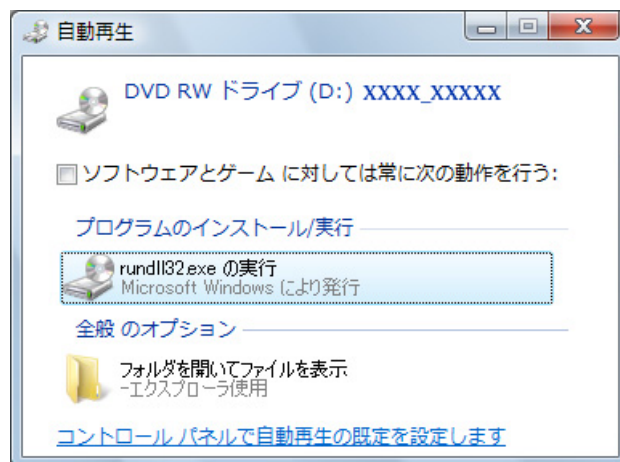 自動再生
DVD RW ドライブ (D:) XXXX_XXXXX
ソフトウェアとゲーム に対しては常に次の動作を行う:
プログラムのインストール/実行
rundll32.exe の実行
Microsoft Windows により発行
全般 のオプション
フォルダを開いてファイルを表示
-エクスプローラ使用
コントロール パネルで自動再生の既定を設定します